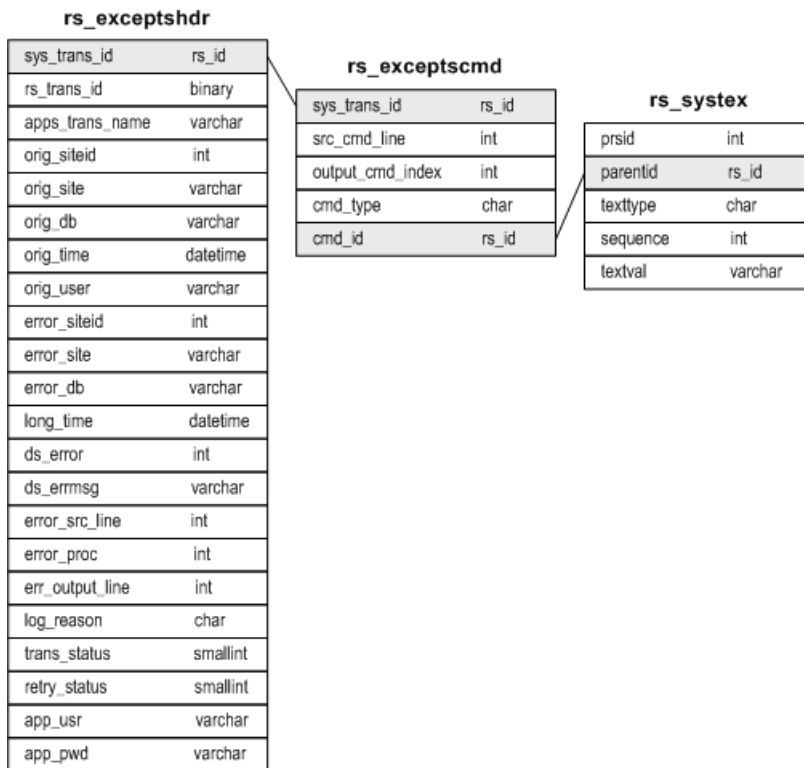 rs_exceptshdr
sys_trans_id rs_id
rs_trans_id binary
apps_trans_name varchar
orig_siteid int
orig_site varchar
orig_db varchar
orig_time datetime
orig_user varchar
error_siteid int
error_site varchar
error_db varchar
long_time datetime
ds_error int
ds_errmsg varchar
error_src_line int
error_proc int
err_output_line int
log_reason char
trans_status smallint
retry_status smallint
app_usr varchar
app_pwd varchar
rs_exceptscmd
sys_trans_id rs_id
src_cmd_line int
output_cmd_index int
cmd_type char
cmd_id rs_id
rs_systex
prsid int
parentid rs_id
texttype char
sequence int
textval varchar